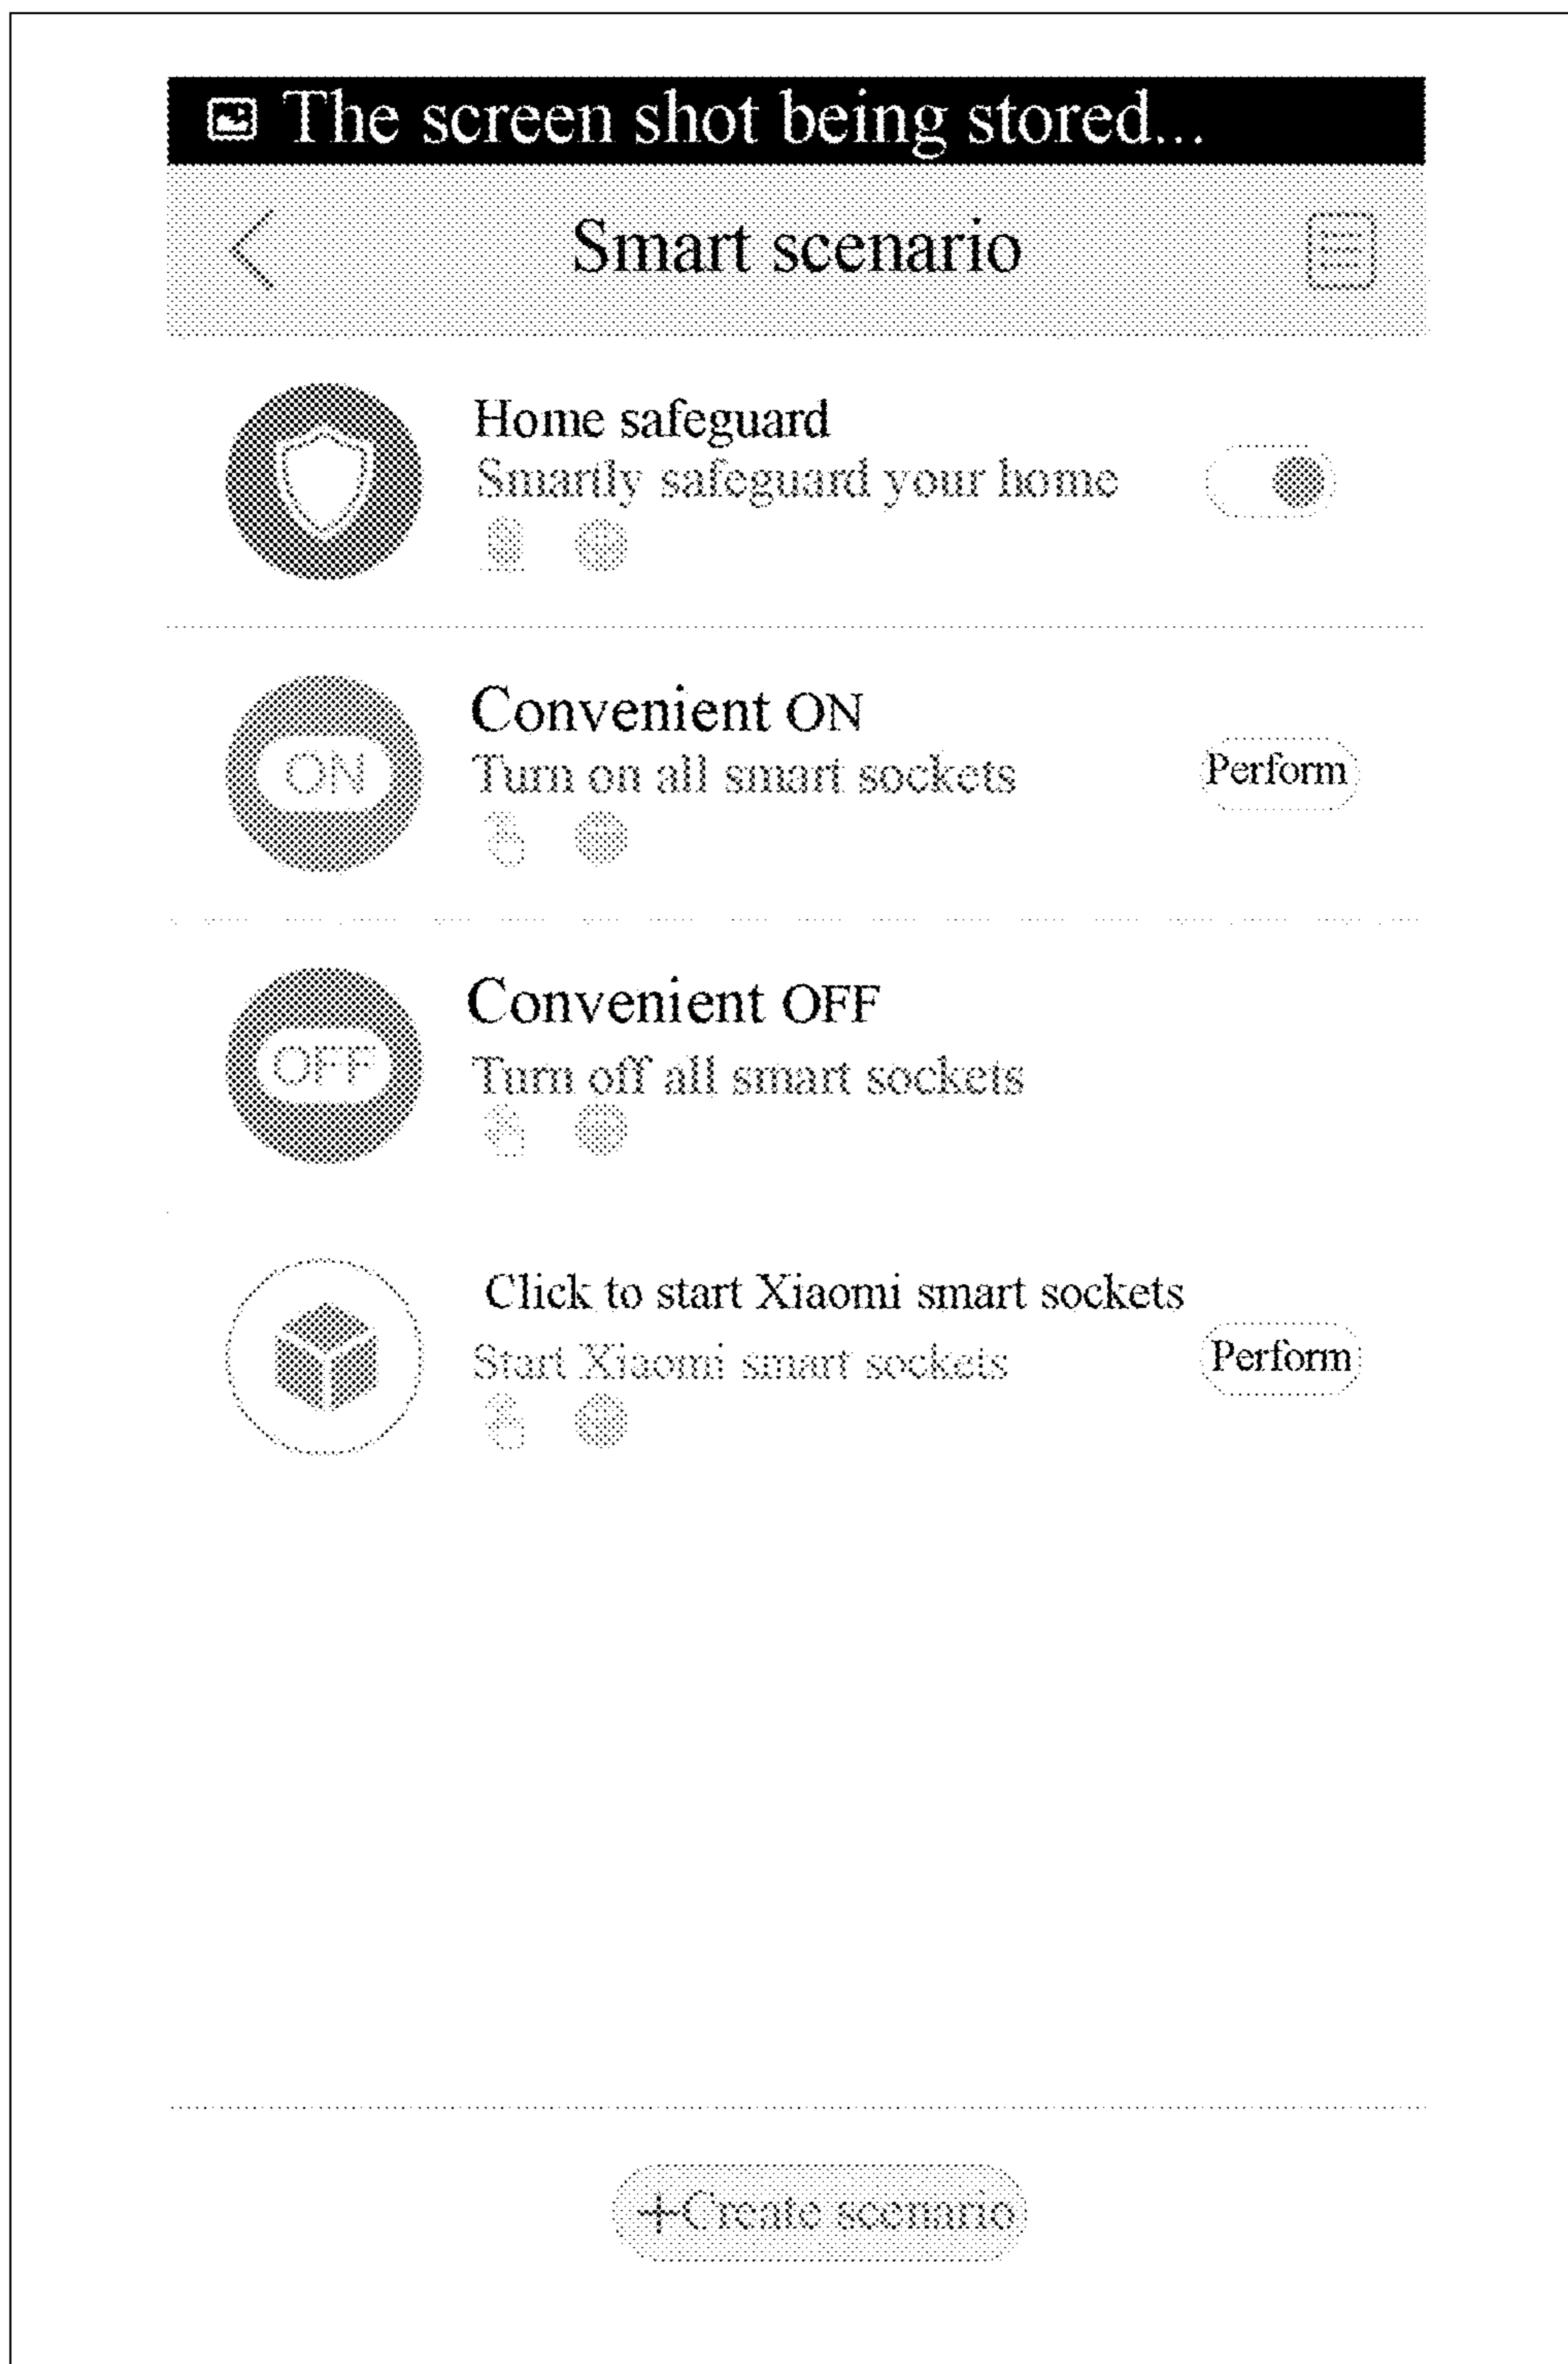 The screen shot being stored...
Smart scenario
Home safeguard
Smartly safeguard your home
Convenient ON
ON
Turn on all smart sockets
Perform
Convenient OFF
OFF
Turn off all smart sockets
Click to start Xiaomi smart sockets
Start Xiaomi smart sockets
Perform
+Create scenario